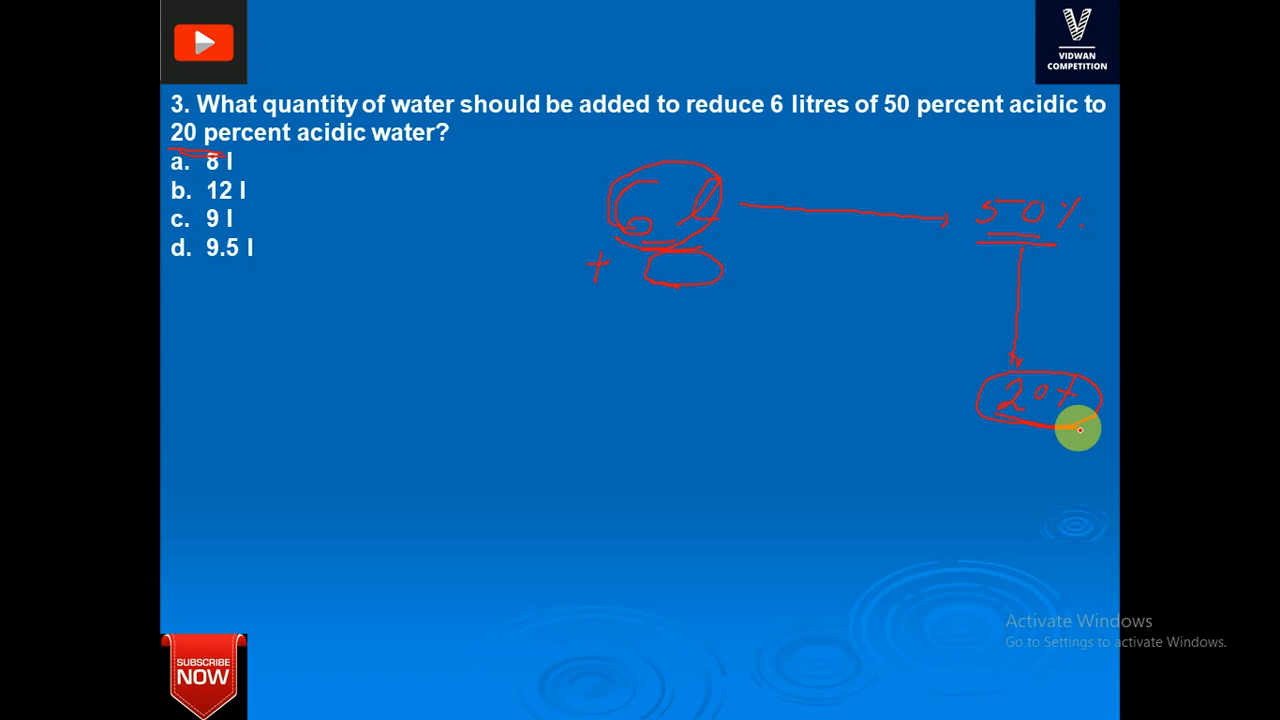 V
VIDWAN
COMPETITION
3. What quantity of water should be added to reduce 6 litres of 50 percent acidic to
20 percent acidic water?
a. 8 l
b. 12 l
c. 9 l
d. 9.5 l
6 l
50%
+
20%
Activate Windows
Go to Settings to activate Windows.
SUBSCRIBE
NOW